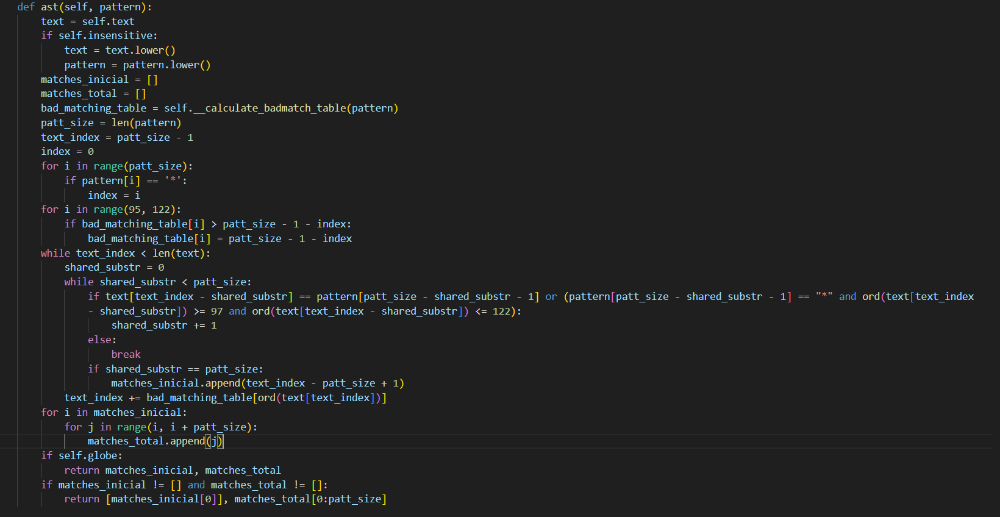 def ast(self, pattern):
    text = self.text
    if self.insensitive:
        text = text.lower()
        pattern = pattern.lower()
    matches_inicial = []
    matches_total = []
    bad_matching_table = self.__calculate_badmatch_table(pattern)
    patt_size = len(pattern)
    text_index = patt_size - 1
    index = 0
    for i in range(patt_size):
        if pattern[i] == '*':
            index = i
    for i in range(95, 122):
        if bad_matching_table[i] > patt_size - 1 - index:
            bad_matching_table[i] = patt_size - 1 - index
    while text_index < len(text):
        shared_substr = 0
        while shared_substr < patt_size:
            if text[text_index - shared_substr] == pattern[patt_size - shared_substr - 1] or (pattern[patt_size - shared_substr - 1] == "*" and ord(text[text_index
            - shared_substr]) >= 97 and ord(text[text_index - shared_substr]) <= 122):
                shared_substr += 1
            else:
                break
            if shared_substr == patt_size:
                matches_inicial.append(text_index - patt_size + 1)
        text_index += bad_matching_table[ord(text[text_index])]
    for i in matches_inicial:
        for j in range(i, i + patt_size):
            matches_total.append(j)
    if self.globe:
        return matches_inicial, matches_total
    if matches_inicial != [] and matches_total != []:
        return [matches_inicial[0]], matches_total[0:patt_size]